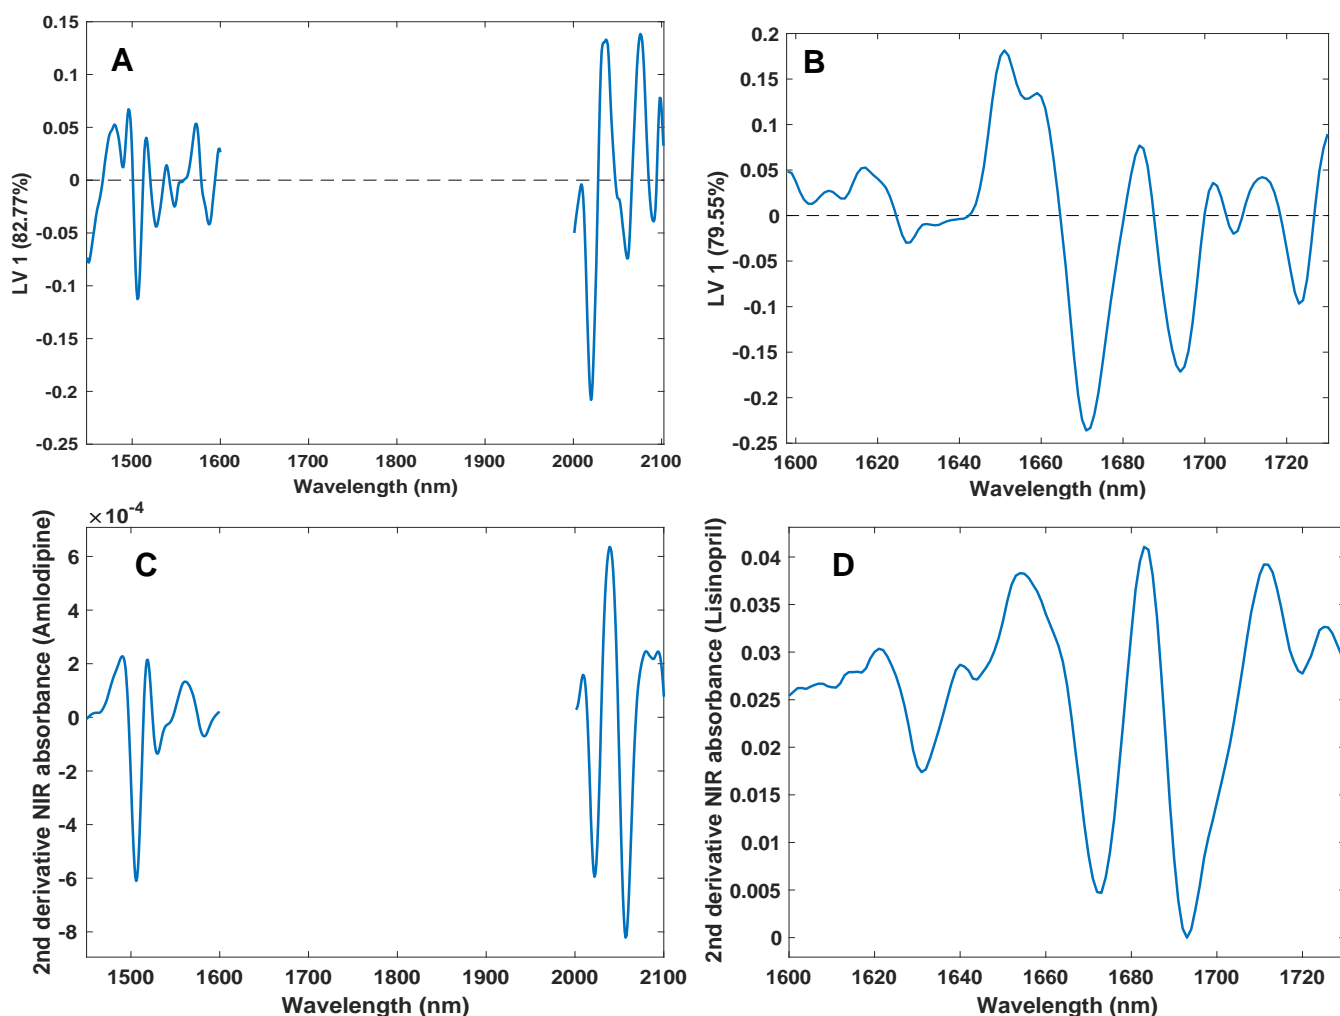 A
LV 1 (82.77%)
0.15
0.1
0.05
0
-0.05
-0.1
-0.15
-0.2
-0.25
1500 1600 1700 1800 1900 2000 2100
Wavelength (nm)
B
LV 1 (79.55%)
0.2
0.15
0.1
0.05
0
-0.05
-0.1
-0.15
-0.2
-0.25
1600 1620 1640 1660 1680 1700 1720
Wavelength (nm)
C
2nd derivative NIR absorbance (Amlodipine)
×10-4
6
4
2
0
-2
-4
-6
-8
1500 1600 1700 1800 1900 2000 2100
Wavelength (nm)
D
2nd derivative NIR absorbance (Lisinopril)
0.04
0.035
0.03
0.025
0.02
0.015
0.01
0.005
0
1600 1620 1640 1660 1680 1700 1720
Wavelength (nm)